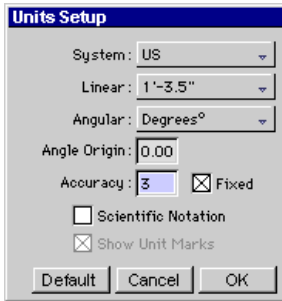 Units Setup
System: US
Linear: 1'-3.5"
Angular: Degrees°
Angle Origin: 0.00
Accuracy: 3 Fixed
Scientific Notation
Show Unit Marks
Default Cancel OK